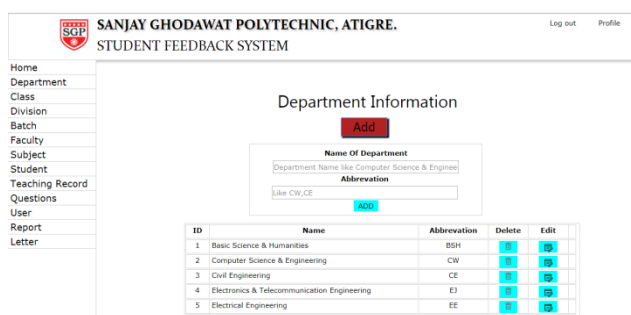 SGP
SANJAY GHODAWAT POLYTECHNIC, ATIGRE.
Log out Profile
STUDENT FEEDBACK SYSTEM
Home
Department
Class
Division
Batch
Faculty
Subject
Student
Teaching Record
Questions
User
Report
Letter
Department Information
Add
Name Of Department
Department Name like Computer Science & Enginee
Abbrevation
Like CW,CE
ADD
ID Name Abbrevation Delete Edit
1 Basic Science & Humanities BSH
2 Computer Science & Engineering CW
3 Civil Engineering CE
4 Electronics & Telecommunication Engineering EJ
5 Electrical Engineering EE